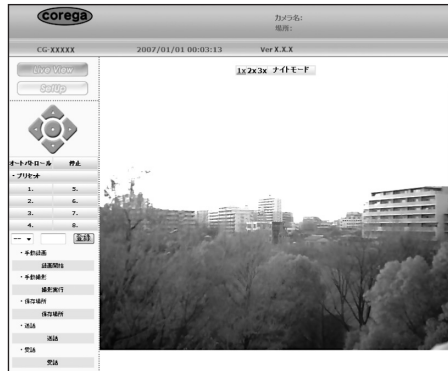 corega
カメラ名:
場所:
CG-XXXXX 2007/01/01 00:03:13 Ver X.X.X
Live View
SetUp
1x 2x 3x ナイトモード
オートパトロール 停止
・プリセット
1. 5.
2. 6.
3. 7.
4. 8.
-- 登録
・手動録画
録画開始
・手動撮影
撮影実行
・保存場所
保存場所
・送話
送話
・受話
受話